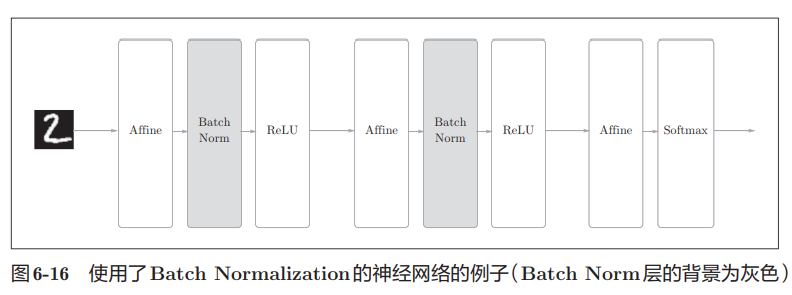 2
Affine
Batch
Norm
ReLU
Affine
Batch
Norm
ReLU
Affine
Softmax
图6-16 使用了Batch Normalization的神经网络的例子(Batch Norm层的背景为灰色)